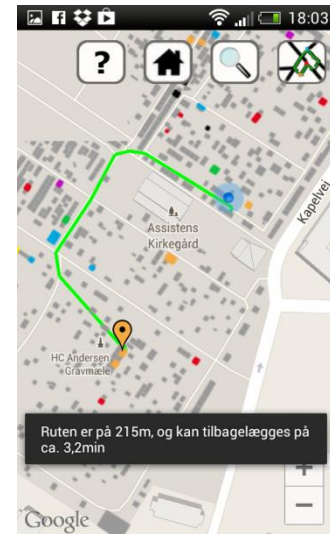 18:03
?
Kapelvej
Assistens
Kirkegård
HC Andersen
Gravmæle
Ruten er på 215m, og kan tilbagelægges på
ca. 3,2min
+
−
Google